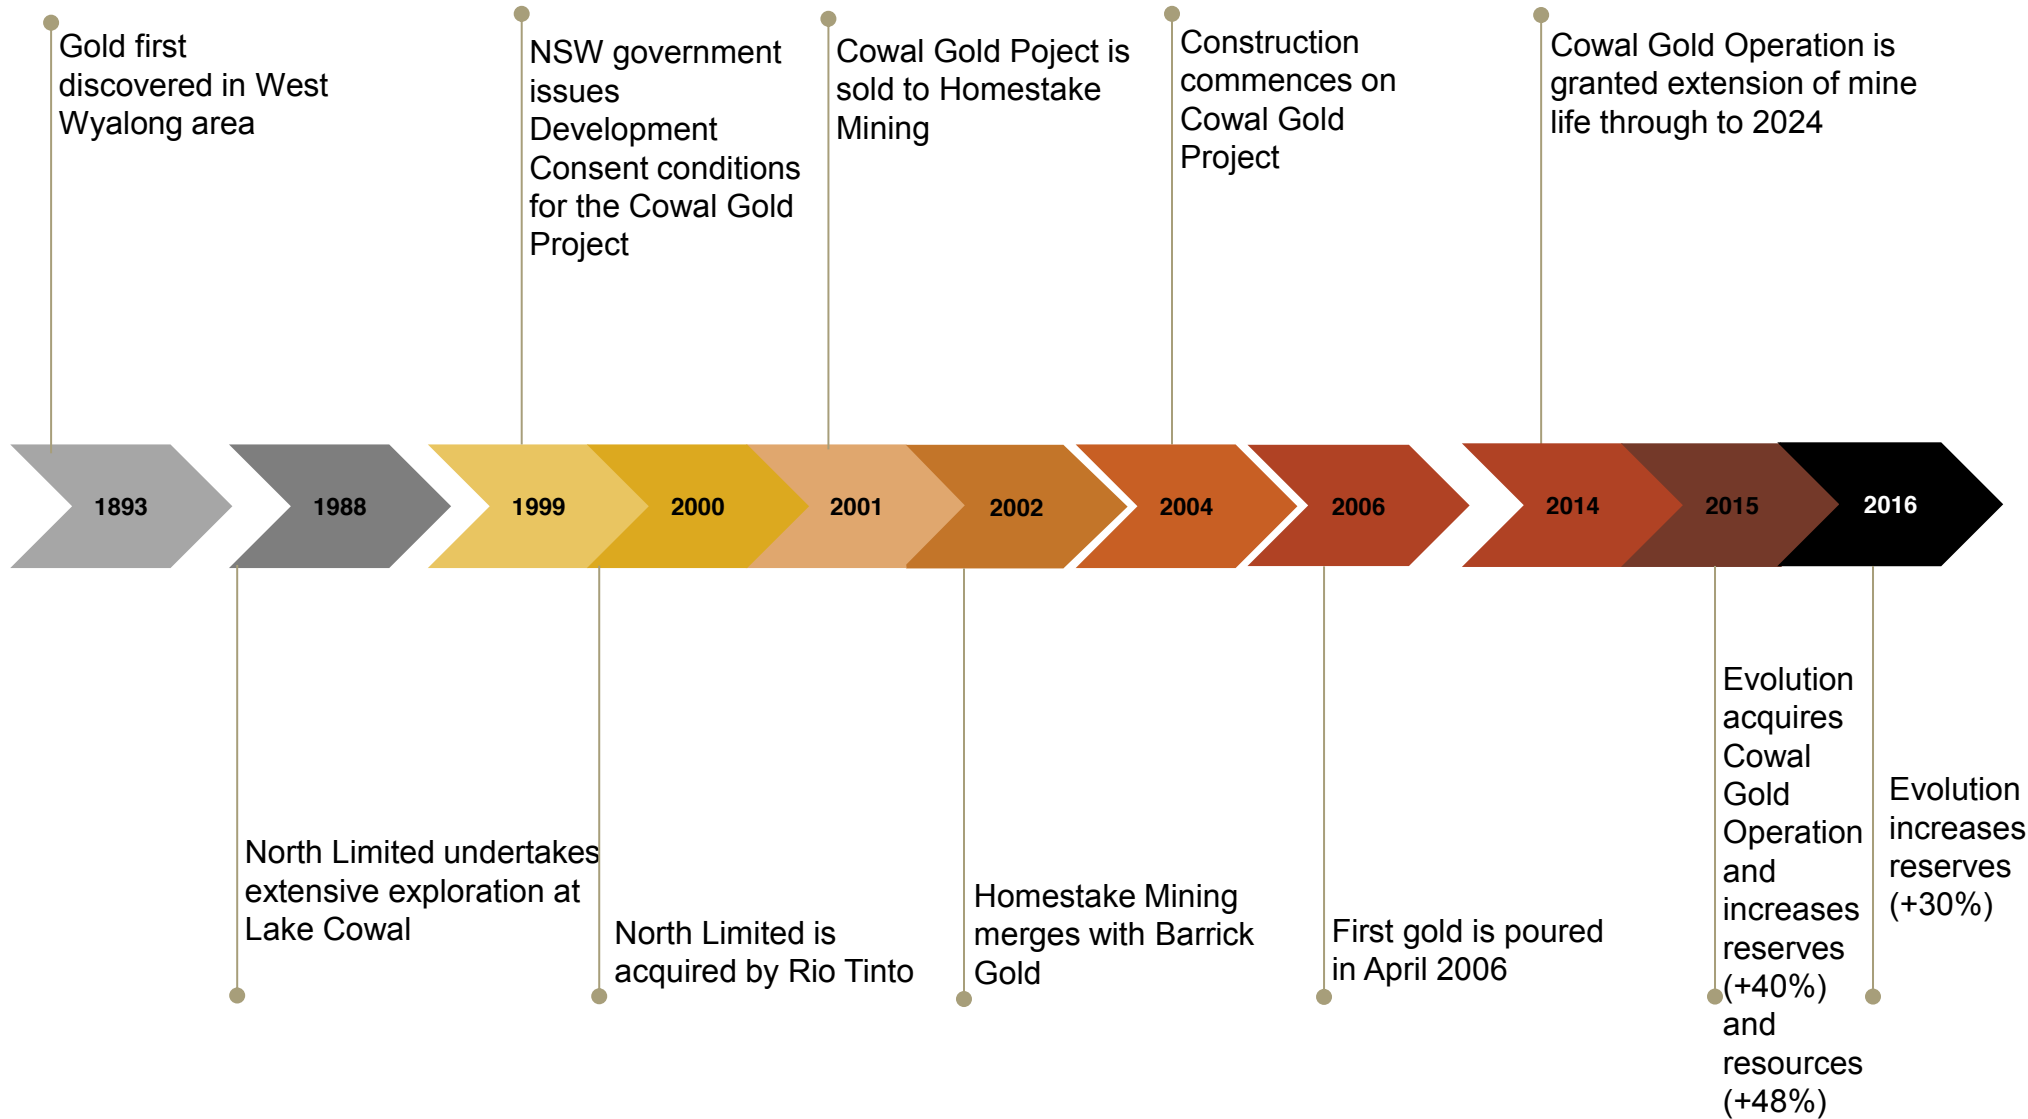 Gold first
discovered in West
Wyalong area
NSW government
issues
Development
Consent conditions
for the Cowal Gold
Project
Cowal Gold Poject is
sold to Homestake
Mining
Construction
commences on
Cowal Gold
Project
Cowal Gold Operation is
granted extension of mine
life through to 2024
1893
1988
1999
2000
2001
2002
2004
2006
2014
2015
2016
North Limited undertakes
extensive exploration at
Lake Cowal
North Limited is
acquired by Rio Tinto
Homestake Mining
merges with Barrick
Gold
First gold is poured
in April 2006
Evolution
acquires
Cowal
Gold
Operation
and
increases
reserves
(+40%)
and
resources
(+48%)
Evolution
increases
reserves
(+30%)